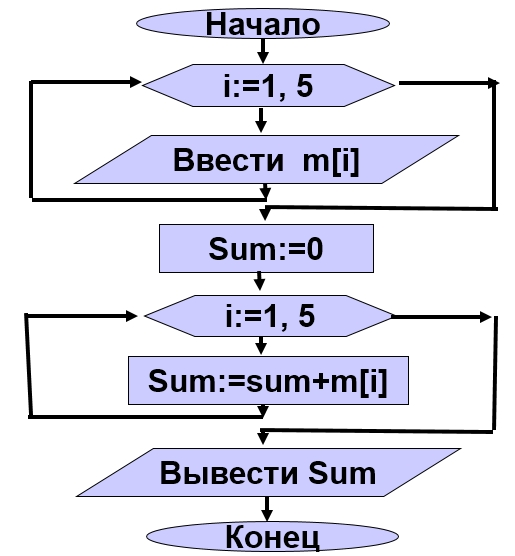 Начало
i:=1, 5
Ввести m[i]
Sum:=0
i:=1, 5
Sum:=sum+m[i]
Вывести Sum
Конец